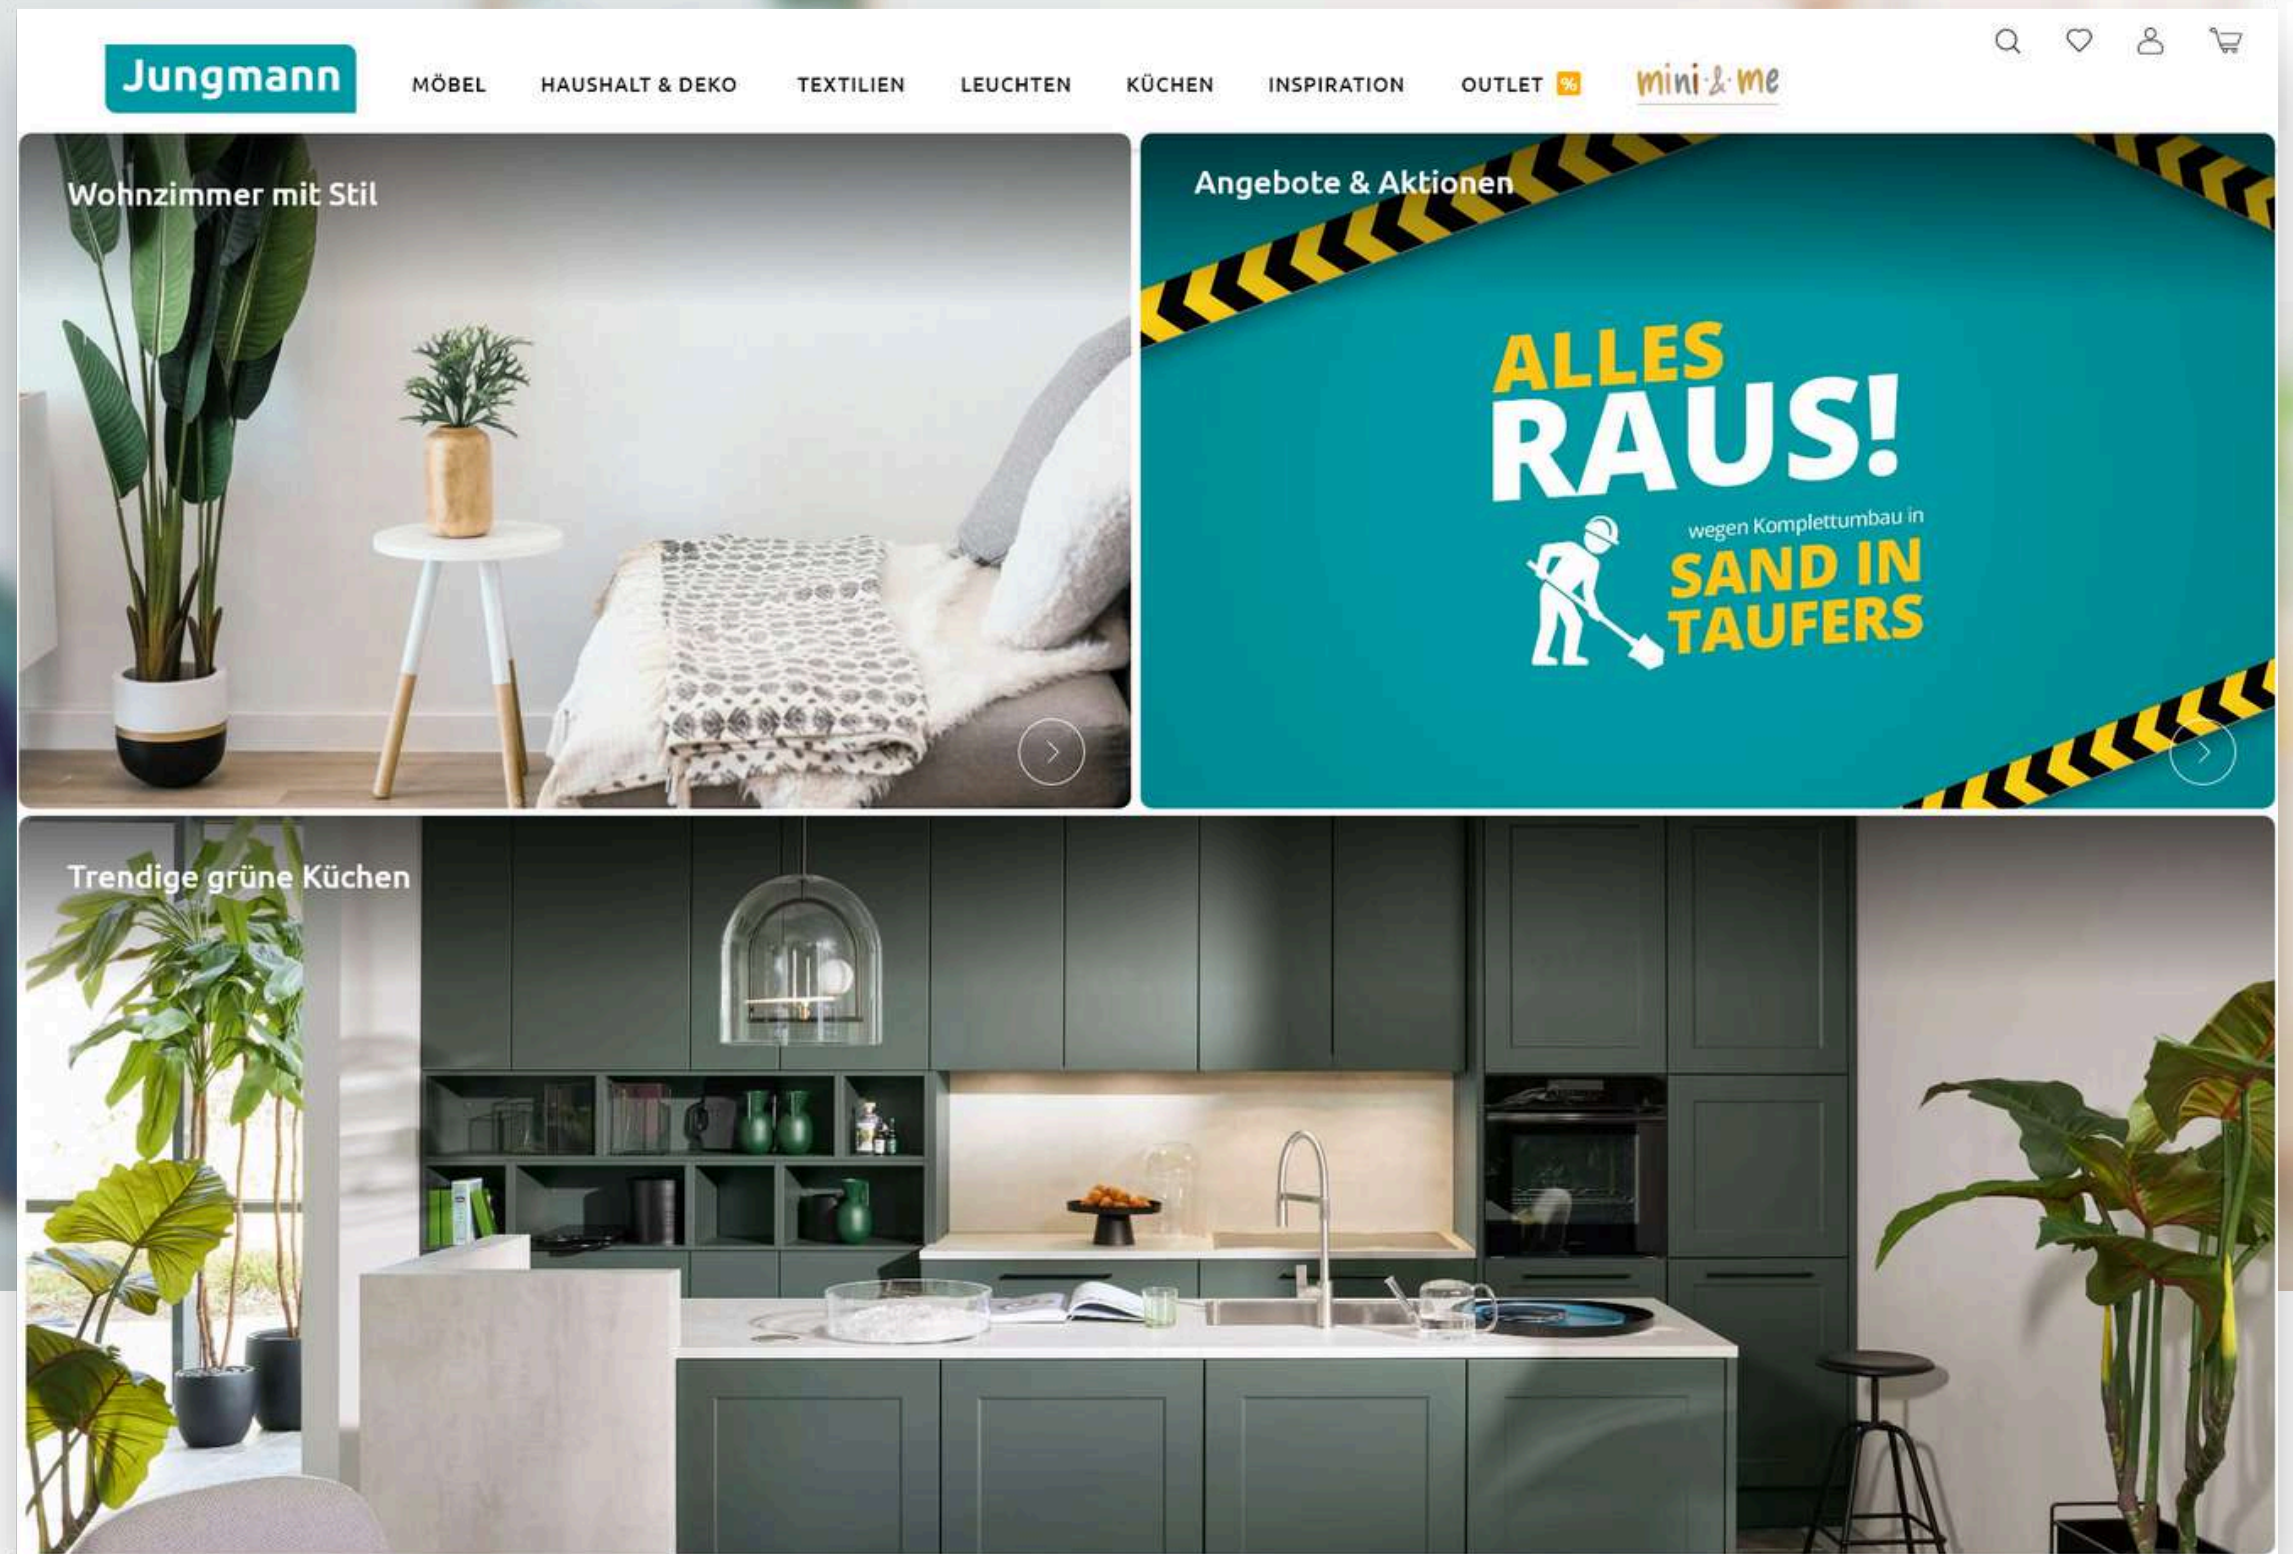 Jungmann
MÖBEL HAUSHALT & DEKO TEXTILIEN LEUCHTEN KÜCHEN INSPIRATION OUTLET % mini·&·me
Wohnzimmer mit Stil
Angebote & Aktionen
ALLES
RAUS!
wegen Komplettumbau in
SAND IN
TAUFERS
Trendige grüne Küchen